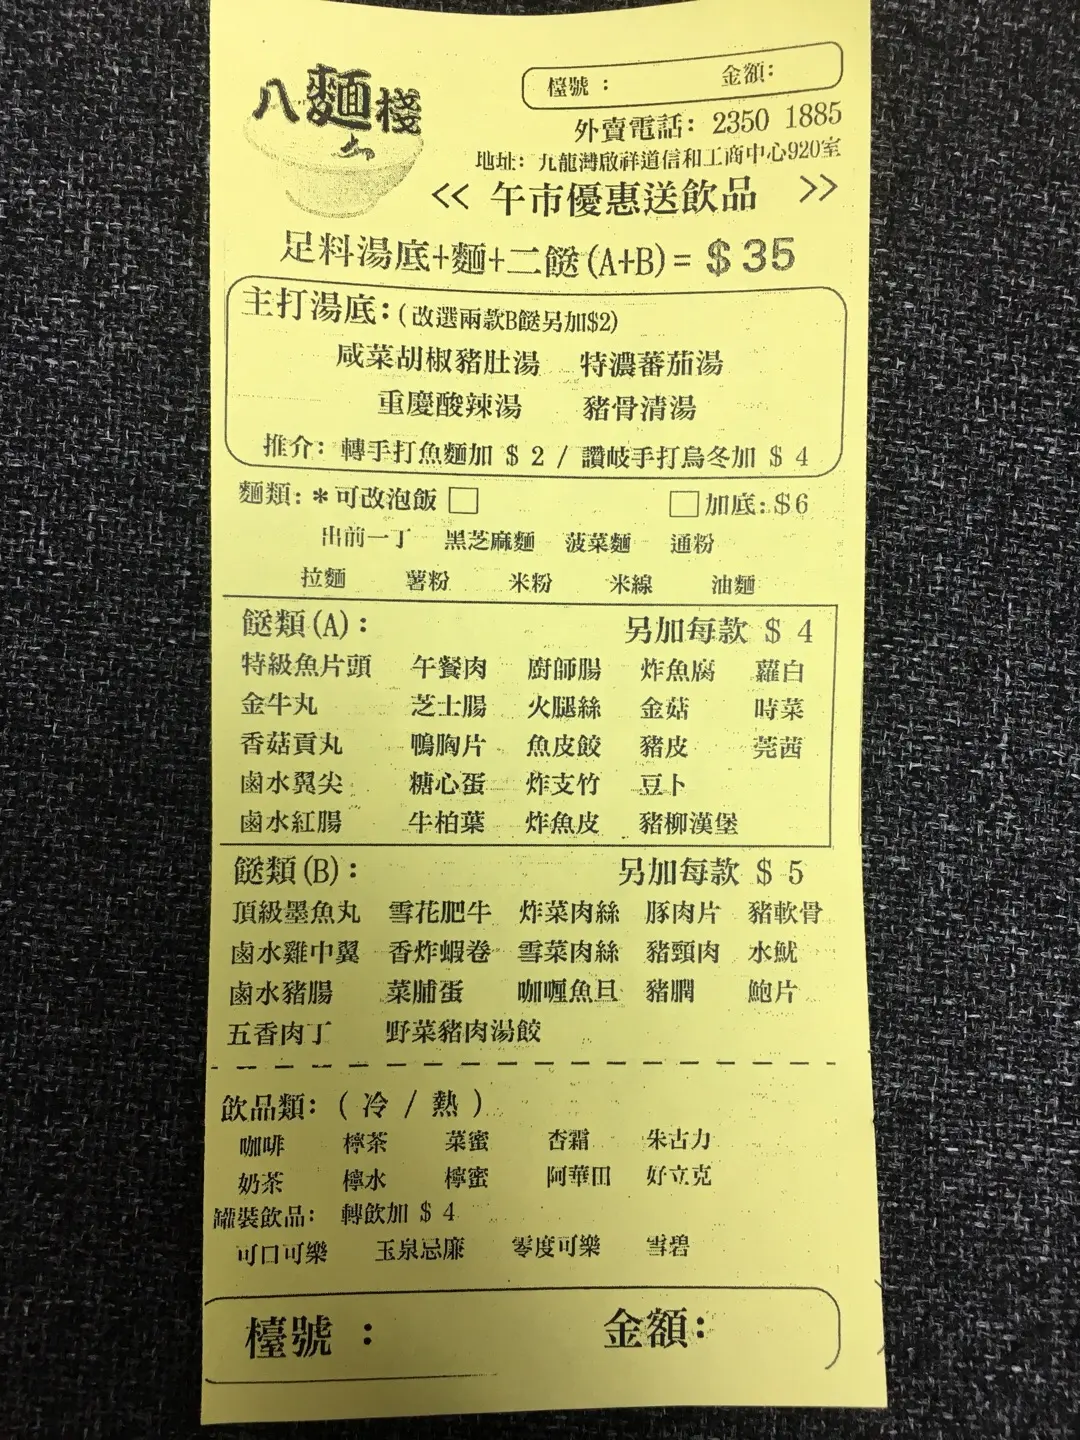 八麵棧
檯號： 金額：
外賣電話：2350 1885
地址：九龍灣啟祥道信和工商中心920室
<< 午市優惠送飲品 >>
足料湯底+麵+二餸(A+B)=$35
主打湯底：(改選兩款B餸另加$2)
咸菜胡椒豬肚湯 特濃蕃茄湯
重慶酸辣湯 豬骨清湯
推介：轉手打魚麵加 $ 2 / 讚岐手打烏冬加 $ 4
麵類：*可改泡飯 □ □加底：$6
出前一丁 黑芝麻麵 菠菜麵 通粉
拉麵 薯粉 米粉 米線 油麵
餸類(A)： 另加每款 $ 4
特級魚片頭 午餐肉 廚師腸 炸魚腐 蘿白
金牛丸 芝士腸 火腿絲 金菇 時菜
香菇貢丸 鴨胸片 魚皮餃 豬皮 莞茜
鹵水翼尖 糖心蛋 炸支竹 豆卜
鹵水紅腸 牛柏葉 炸魚皮 豬柳漢堡
餸類(B)： 另加每款 $ 5
頂級墨魚丸 雪花肥牛 炸菜肉絲 豚肉片 豬軟骨
鹵水雞中翼 香炸蝦卷 雪菜肉絲 豬頸肉 水魷
鹵水豬腸 菜脯蛋 咖喱魚旦 豬膶 鮑片
五香肉丁 野菜豬肉湯餃
飲品類：( 冷 / 熱 )
咖啡 檸茶 菜蜜 杏霜 朱古力
奶茶 檸水 檸蜜 阿華田 好立克
罐裝飲品： 轉飲加 $ 4
可口可樂 玉泉忌廉 零度可樂 雪碧
檯號： 金額：